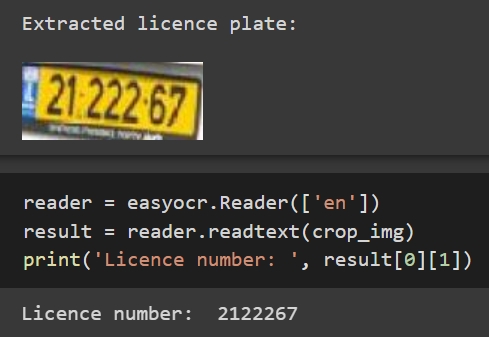 Extracted licence plate:
21·222·67
reader = easyocr.Reader(['en'])
result = reader.readtext(crop_img)
print('Licence number: ', result[0][1])
Licence number:  2122267